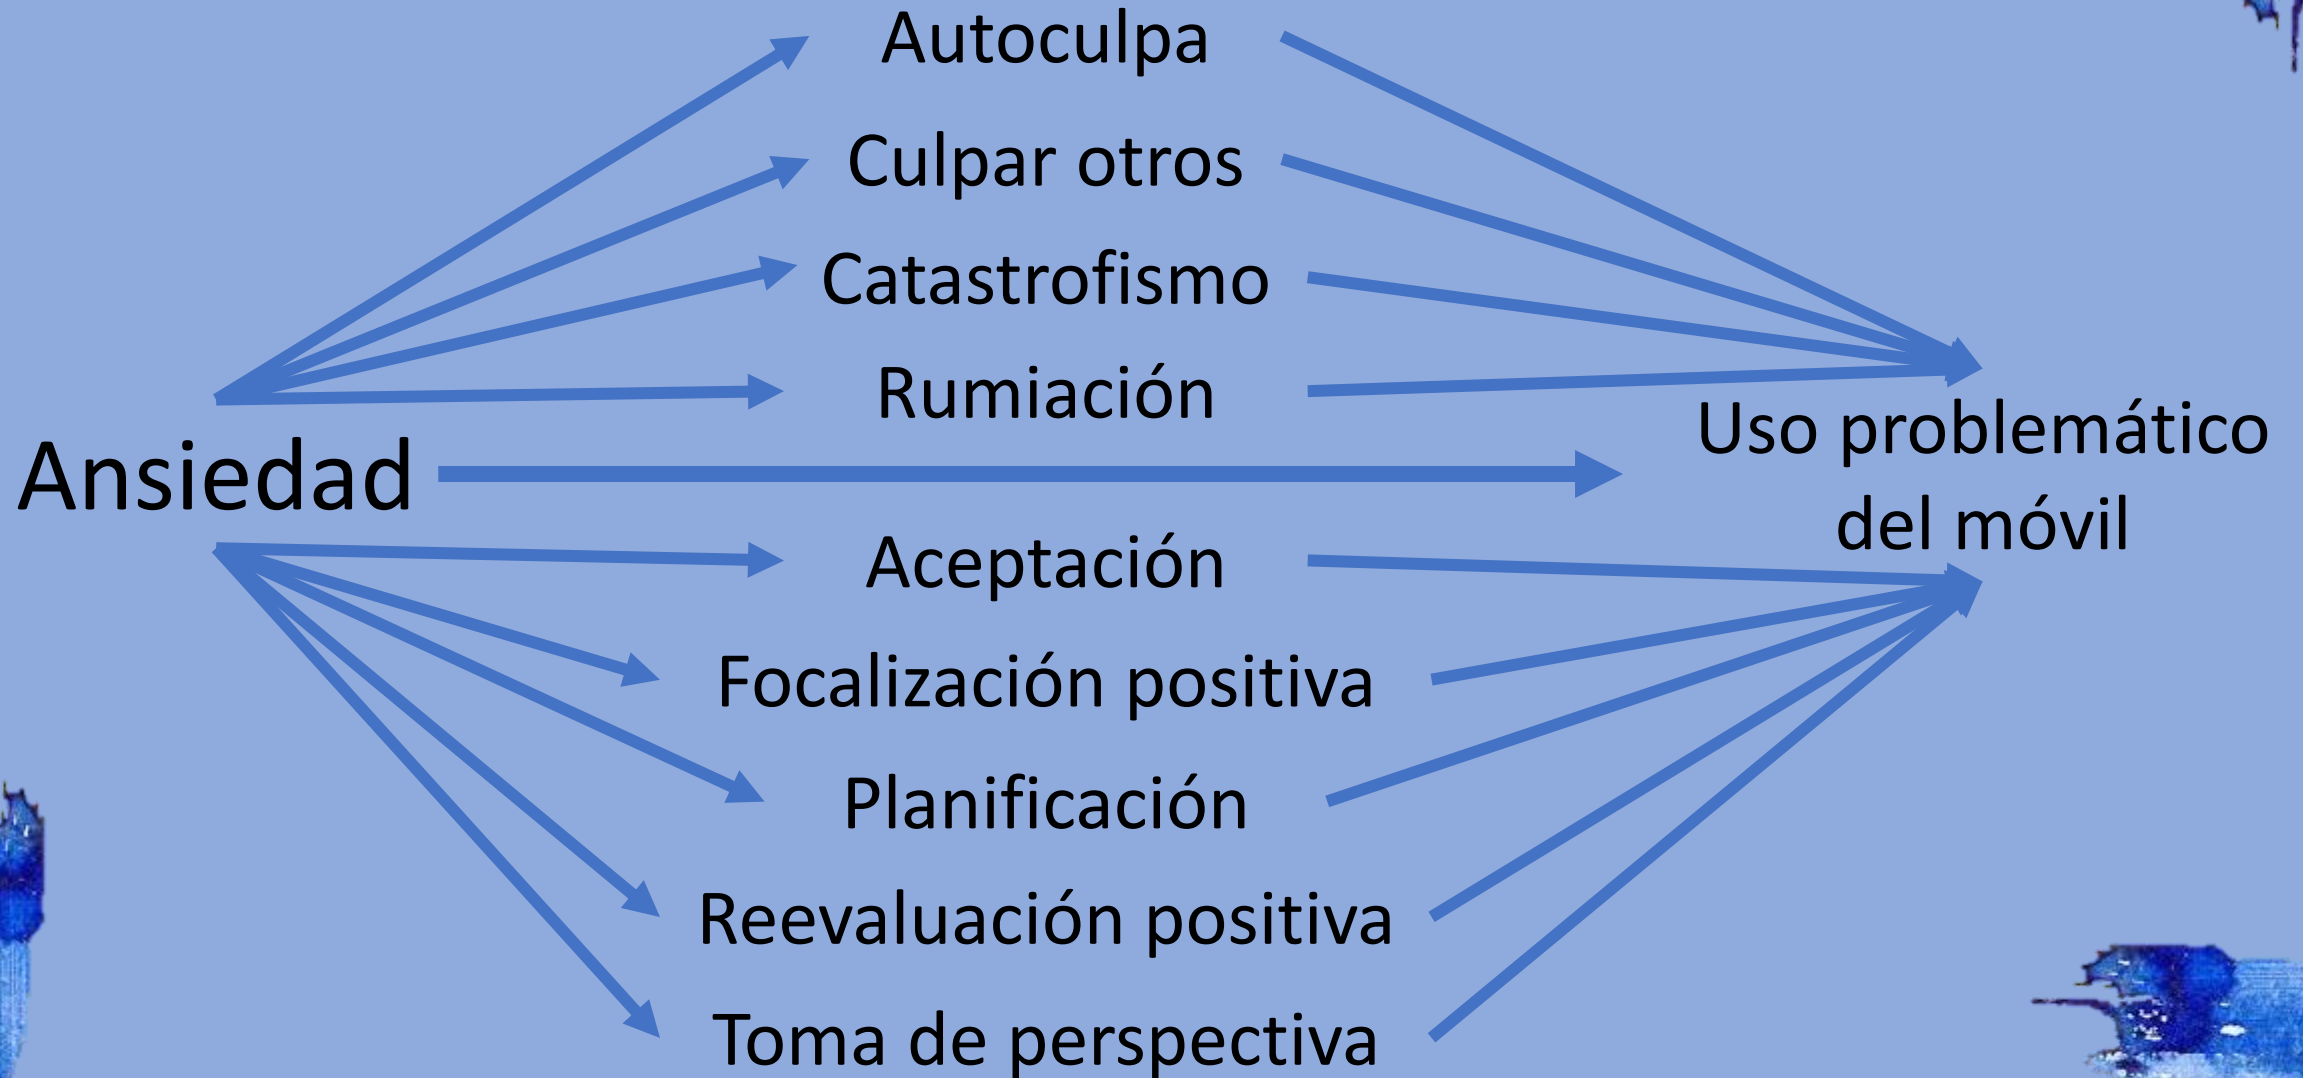 Autoculpa
Culpar otros
Catastrofismo
Rumiación
Ansiedad
Uso problemático
del móvil
Aceptación
Focalización positiva
Planificación
Reevaluación positiva
Toma de perspectiva